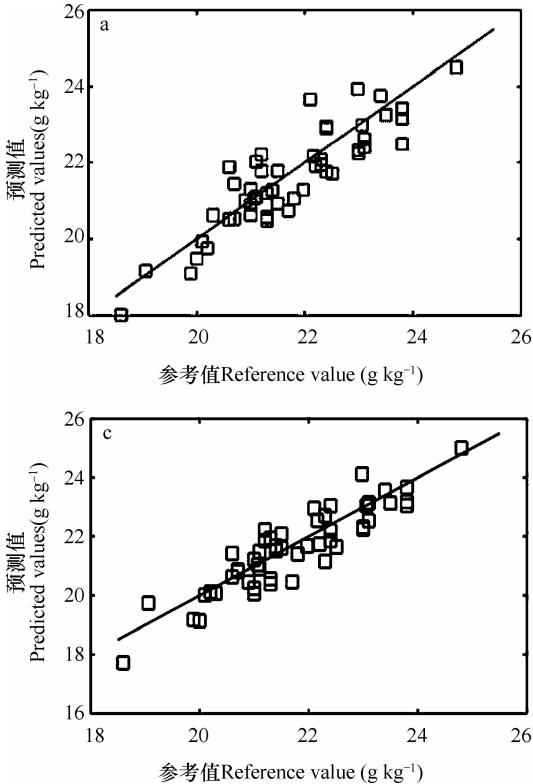 26
a
24
22
20
18
预测值
Predicted values(g kg⁻¹)
18 20 22 24 26
参考值Reference value (g kg⁻¹)
26
c
24
22
20
18
16
预测值
Predicted values(g kg⁻¹)
18 20 22 24 26
参考值Reference value (g kg⁻¹)